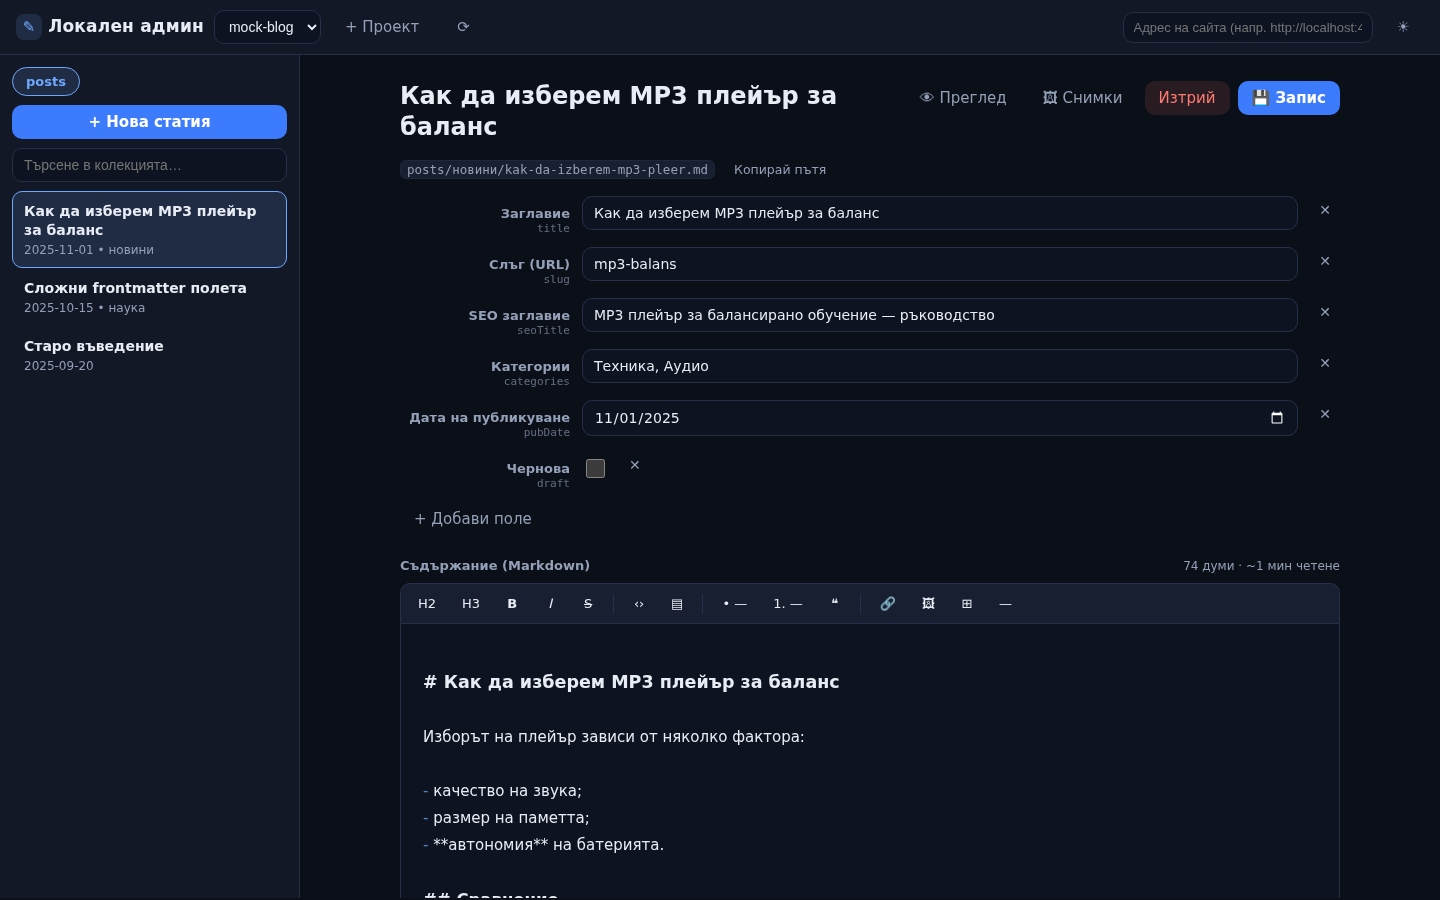 ✎ Локален админ
mock-blog
+ Проект
⟳
Адрес на сайта (напр. http://localhost:4
☀
posts
+ Нова статия
Търсене в колекцията…
Как да изберем MP3 плейър
за баланс
2025-11-01 • новини
Сложни frontmatter полета
2025-10-15 • наука
Старо въведение
2025-09-20
Как да изберем MP3 плейър за
баланс
👁 Преглед
🖼 Снимки
Изтрий
💾 Запис
posts/новини/kak-da-izberem-mp3-pleer.md
Копирай пътя
Заглавие
title
Как да изберем MP3 плейър за баланс
✕
Слъг (URL)
slug
mp3-balans
✕
SEO заглавие
seoTitle
MP3 плейър за балансирано обучение — ръководство
✕
Категории
categories
Техника, Аудио
✕
Дата на публикуване
pubDate
11/01/2025
✕
Чернова
draft
✕
+ Добави поле
Съдържание (Markdown)
74 думи · ~1 мин четене
H2 H3 B I S ‹› ▤ • — 1. — ❝ 🔗 🖼 ⊞ —
# Как да изберем MP3 плейър за баланс
Изборът на плейър зависи от няколко фактора:
- качество на звука;
- размер на паметта;
- **автономия** на батерията.
## Сравнение